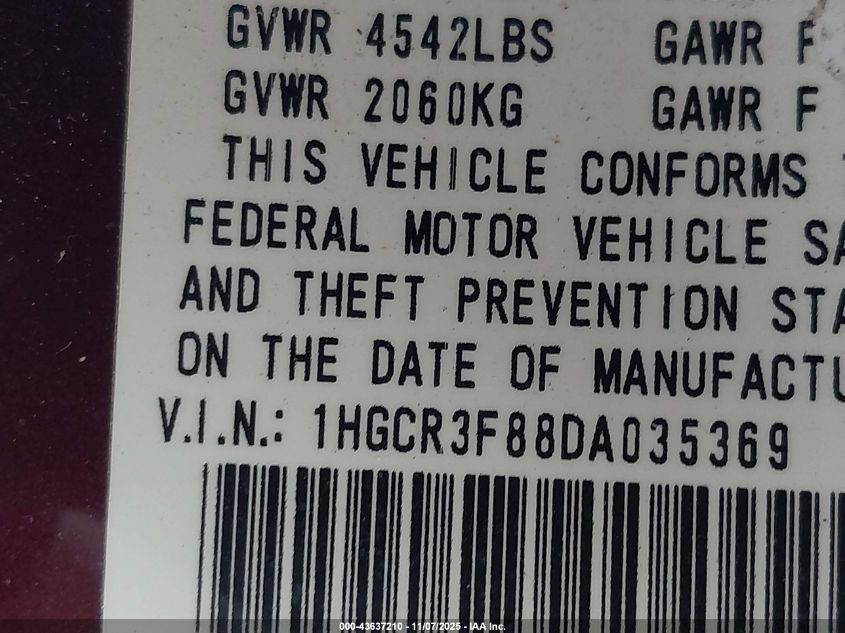 GVWR 4542LBS GAWR F
GVWR 2060KG GAWR F
THIS VEHICLE CONFORMS
FEDERAL MOTOR VEHICLE SA
AND THEFT PREVENTION STA
ON THE DATE OF MANUFACTU
V.I.N.: 1HGCR3F88DA035369
000-43637210 - 11/07/2025 - IAA Inc.